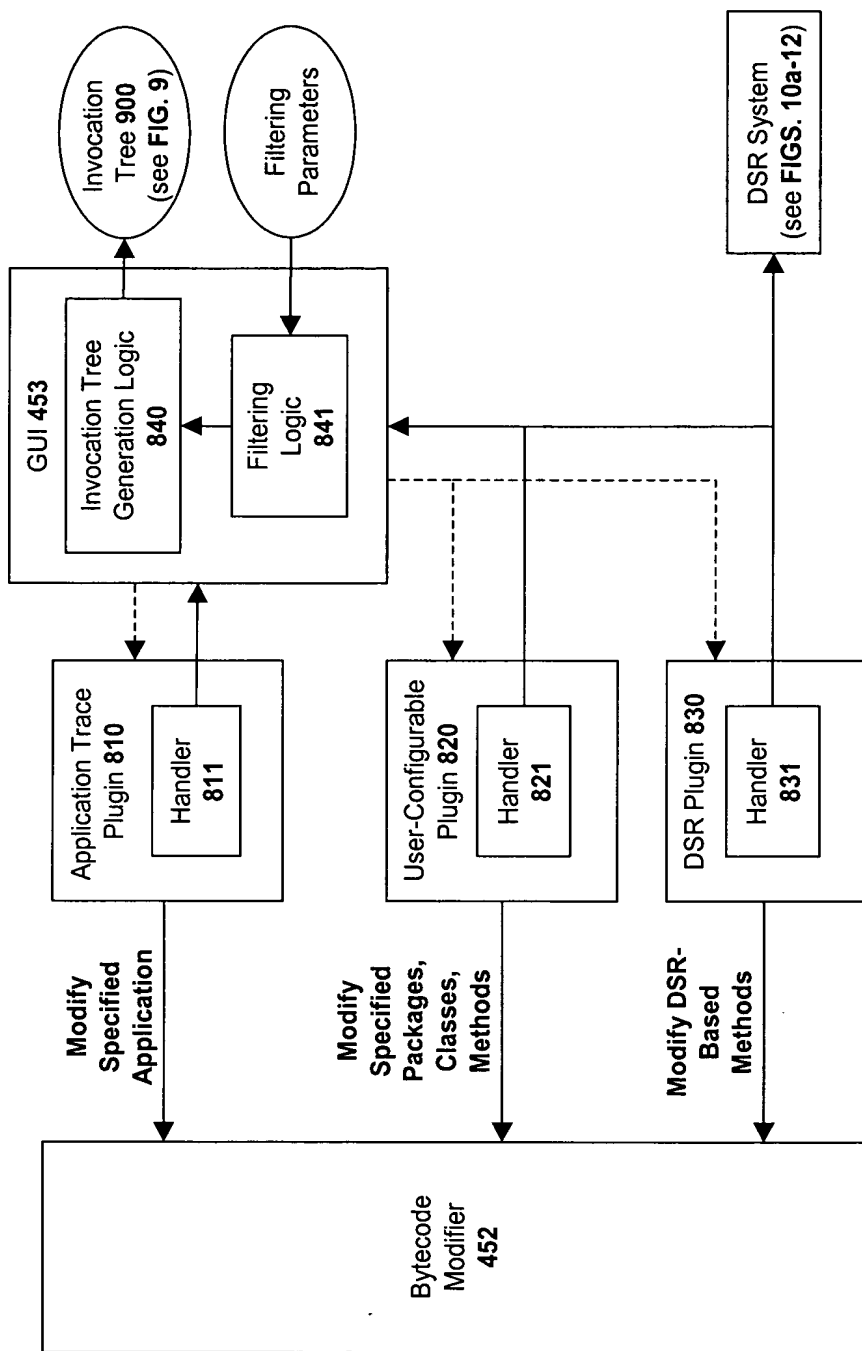 Bytecode
Modifier
452
Modify
Specified
Application
Modify
Specified
Packages,
Classes,
Methods
Modify DSR-
Based
Methods
Application Trace
Plugin 810
Handler
811
User-Configurable
Plugin 820
Handler
821
DSR Plugin 830
Handler
831
GUI 453
Invocation Tree
Generation Logic
840
Filtering
Logic
841
Invocation
Tree 900
(see FIG. 9)
Filtering
Parameters
DSR System
(see FIGS. 10a-12)